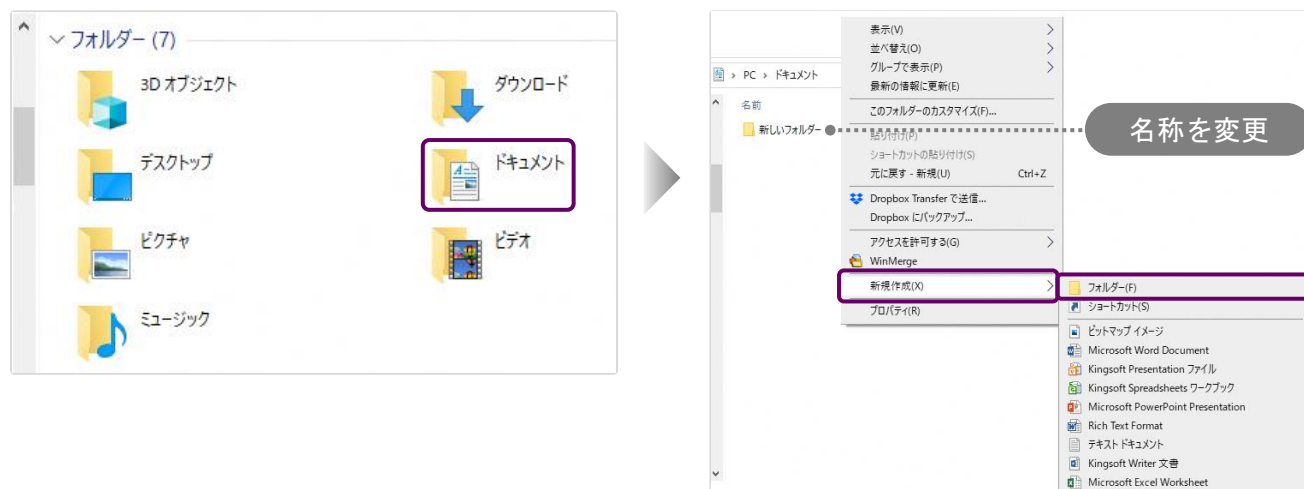 フォルダー (7)
3D オブジェクト
ダウンロード
デスクトップ
ドキュメント
ピクチャ
ビデオ
ミュージック
表示(V)
並べ替え(O)
グループで表示(P)
最新の情報に更新(E)
PC › ドキュメント
名前
このフォルダーのカスタマイズ(F)...
新しいフォルダー
貼り付け(P)
名称を変更
ショートカットの貼り付け(S)
元に戻す - 新規(U) Ctrl+Z
Dropbox Transfer で送信...
Dropbox にバックアップ...
アクセスを許可する(G)
WinMerge
新規作成(X)
プロパティ(R)
フォルダー(F)
ショートカット(S)
ビットマップ イメージ
Microsoft Word Document
Kingsoft Presentation ファイル
Kingsoft Spreadsheets ワークブック
Microsoft PowerPoint Presentation
Rich Text Format
テキスト ドキュメント
Kingsoft Writer 文書
Microsoft Excel Worksheet